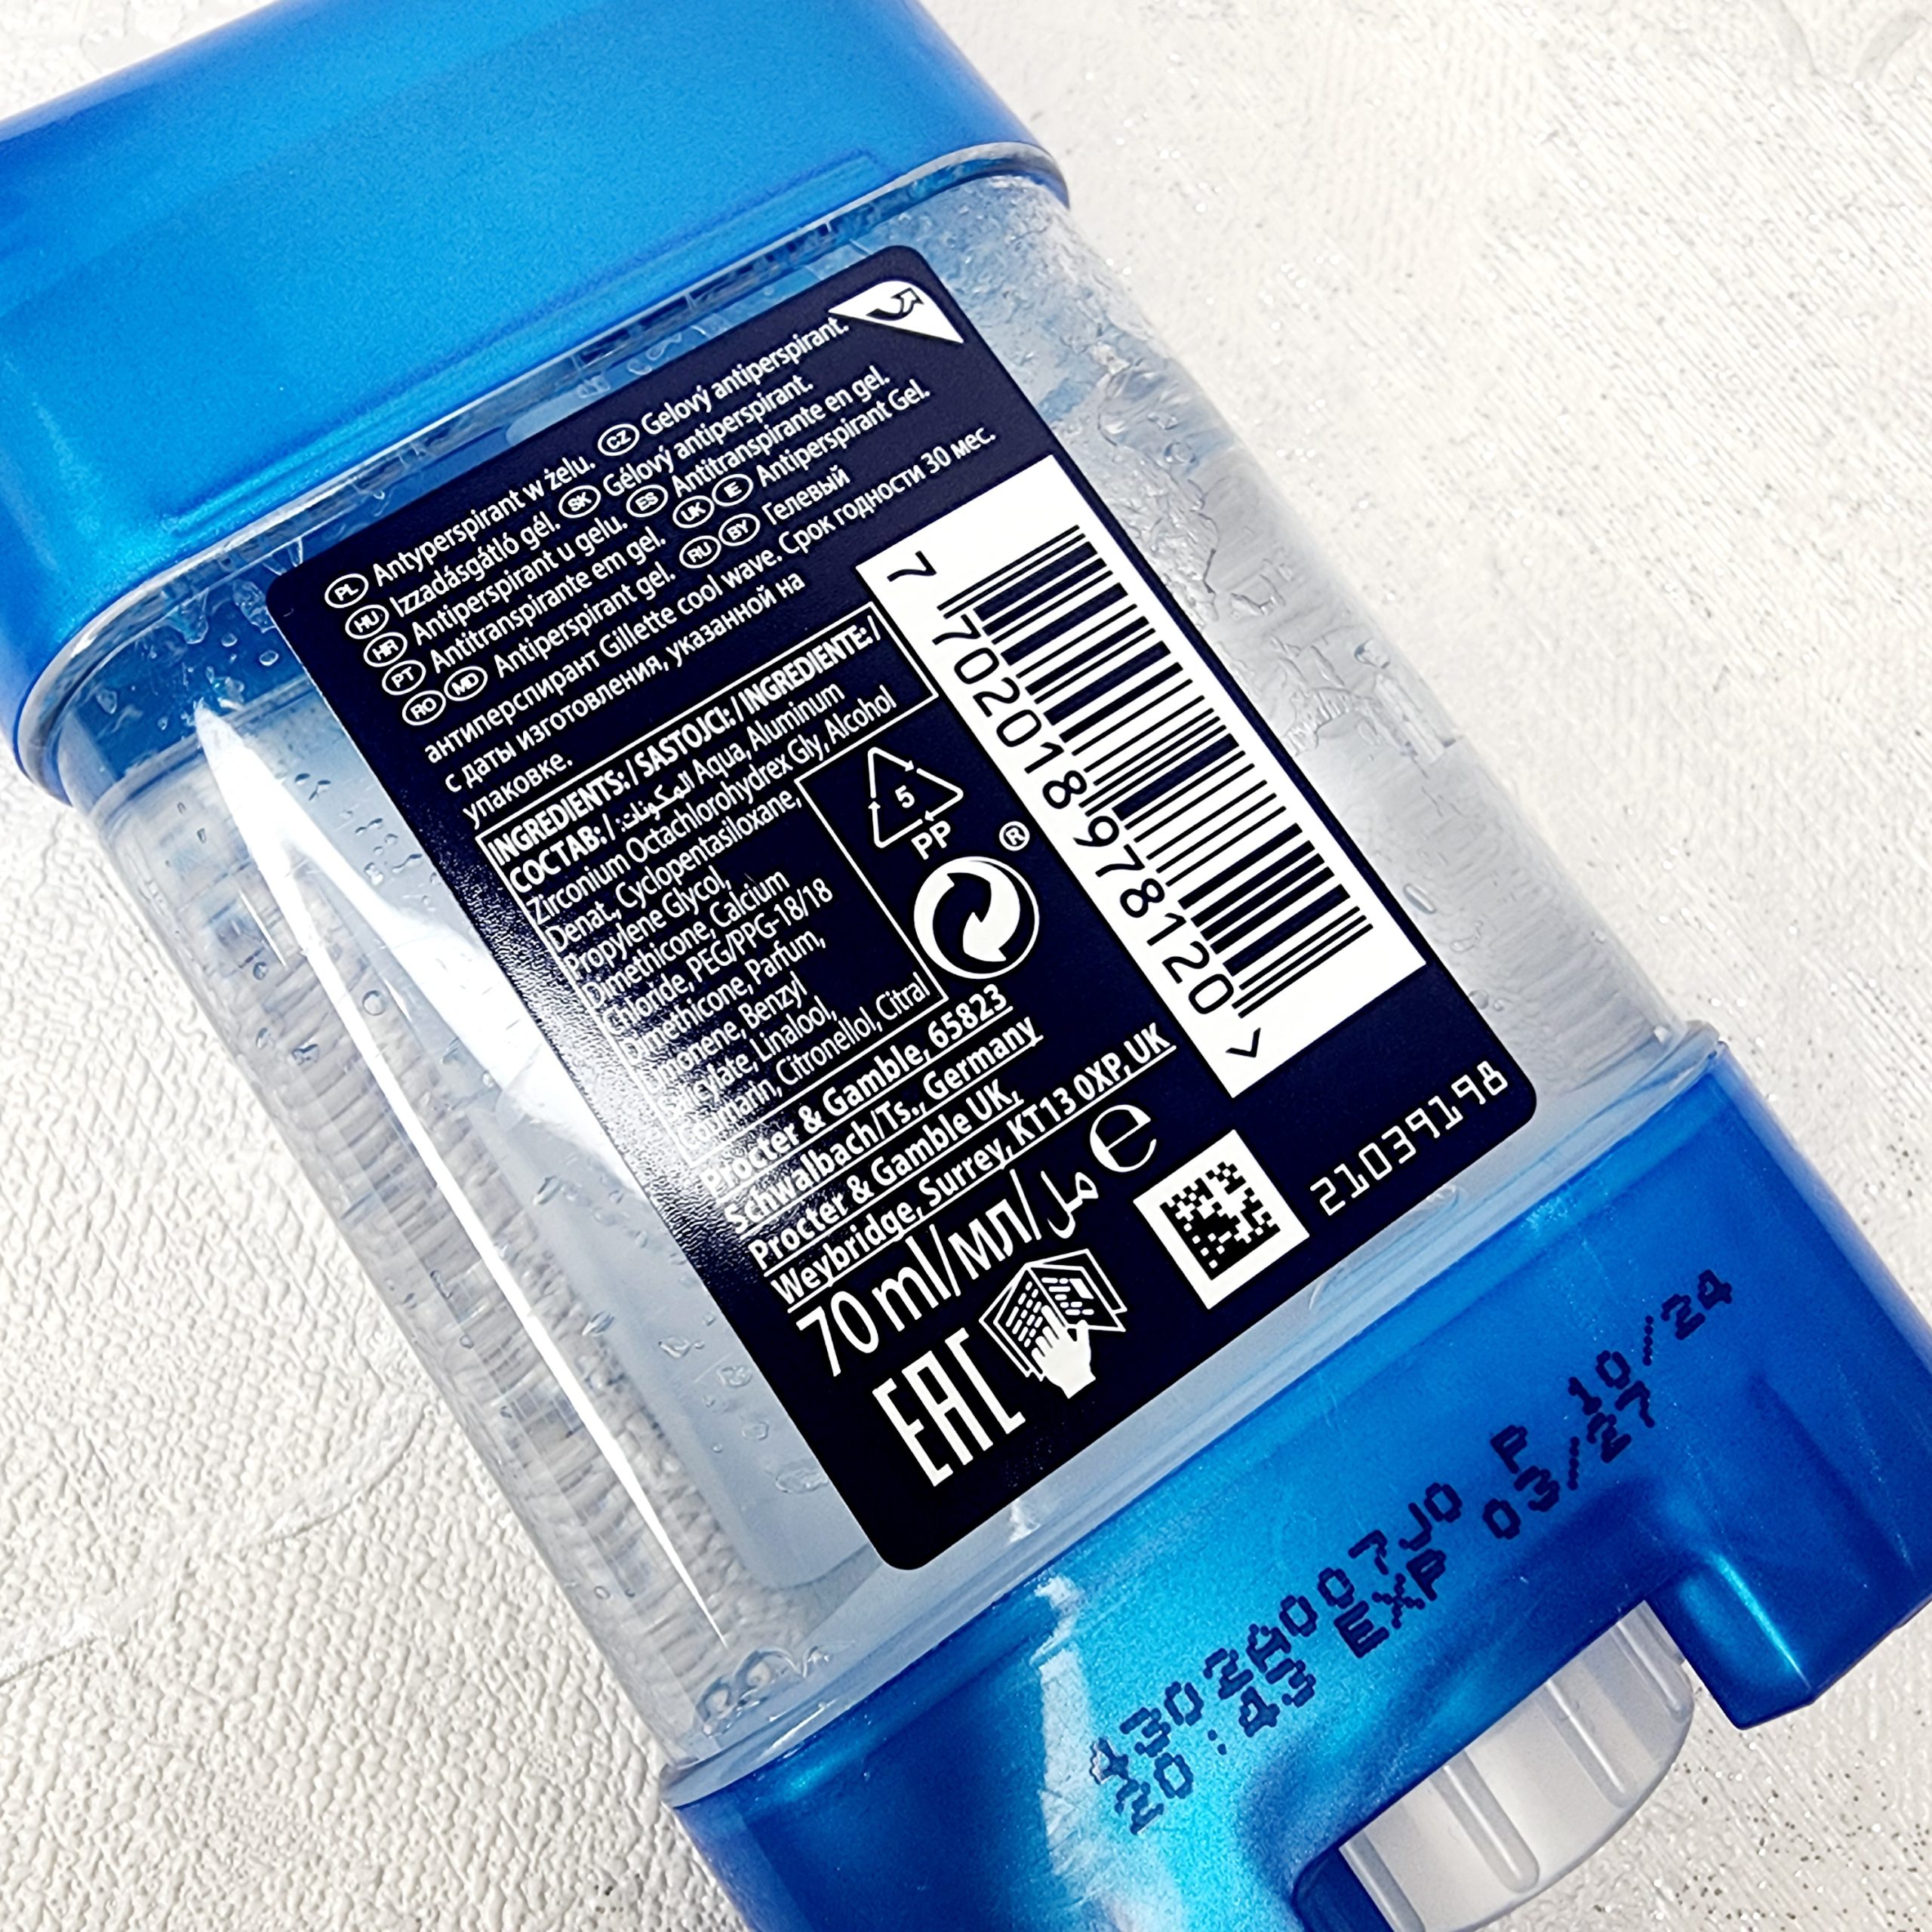 PL Antyperspirant w żelu. CZ Gelový antiperspirant.
HU Izzadásgátló gél. SK Gélový antiperspirant.
HR Antiperspirant u gelu. ES Antitranspirante en gel.
PT Antitranspirante em gel. UK IE Antiperspirant Gel.
RO MD Antiperspirant gel. RU BY Гелевый
антиперспирант Gillette cool wave. Срок годности 30 мес.
с даты изготовления, указанной на
упаковке.
INGREDIENTS: / SASTOJCI: / INGREDIENTE: /
СОСТАВ: / المكونات: Aqua, Aluminum
Zirconium Octachlorohydrex Gly, Alcohol
Denat., Cyclopentasiloxane,
Propylene Glycol,
Dimethicone, Calcium
Chloride, PEG/PPG-18/18
Dimethicone, Parfum,
Limonene, Benzyl
Salicylate, Linalool,
Coumarin, Citronellol, Citral
5
PP
®
Procter & Gamble, 65823
Schwalbach/Ts., Germany
Procter & Gamble UK,
Weybridge, Surrey, KT13 0XP, UK
70 ml/мл/مل e
EAC
7 702018 978120 >
21039198
4302A007J0 P 10/24
20:43 EXP 03/27